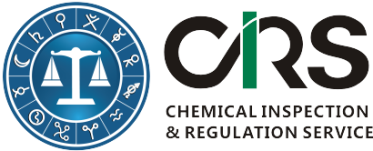 CIRS
CHEMICAL INSPECTION
& REGULATION SERVICE